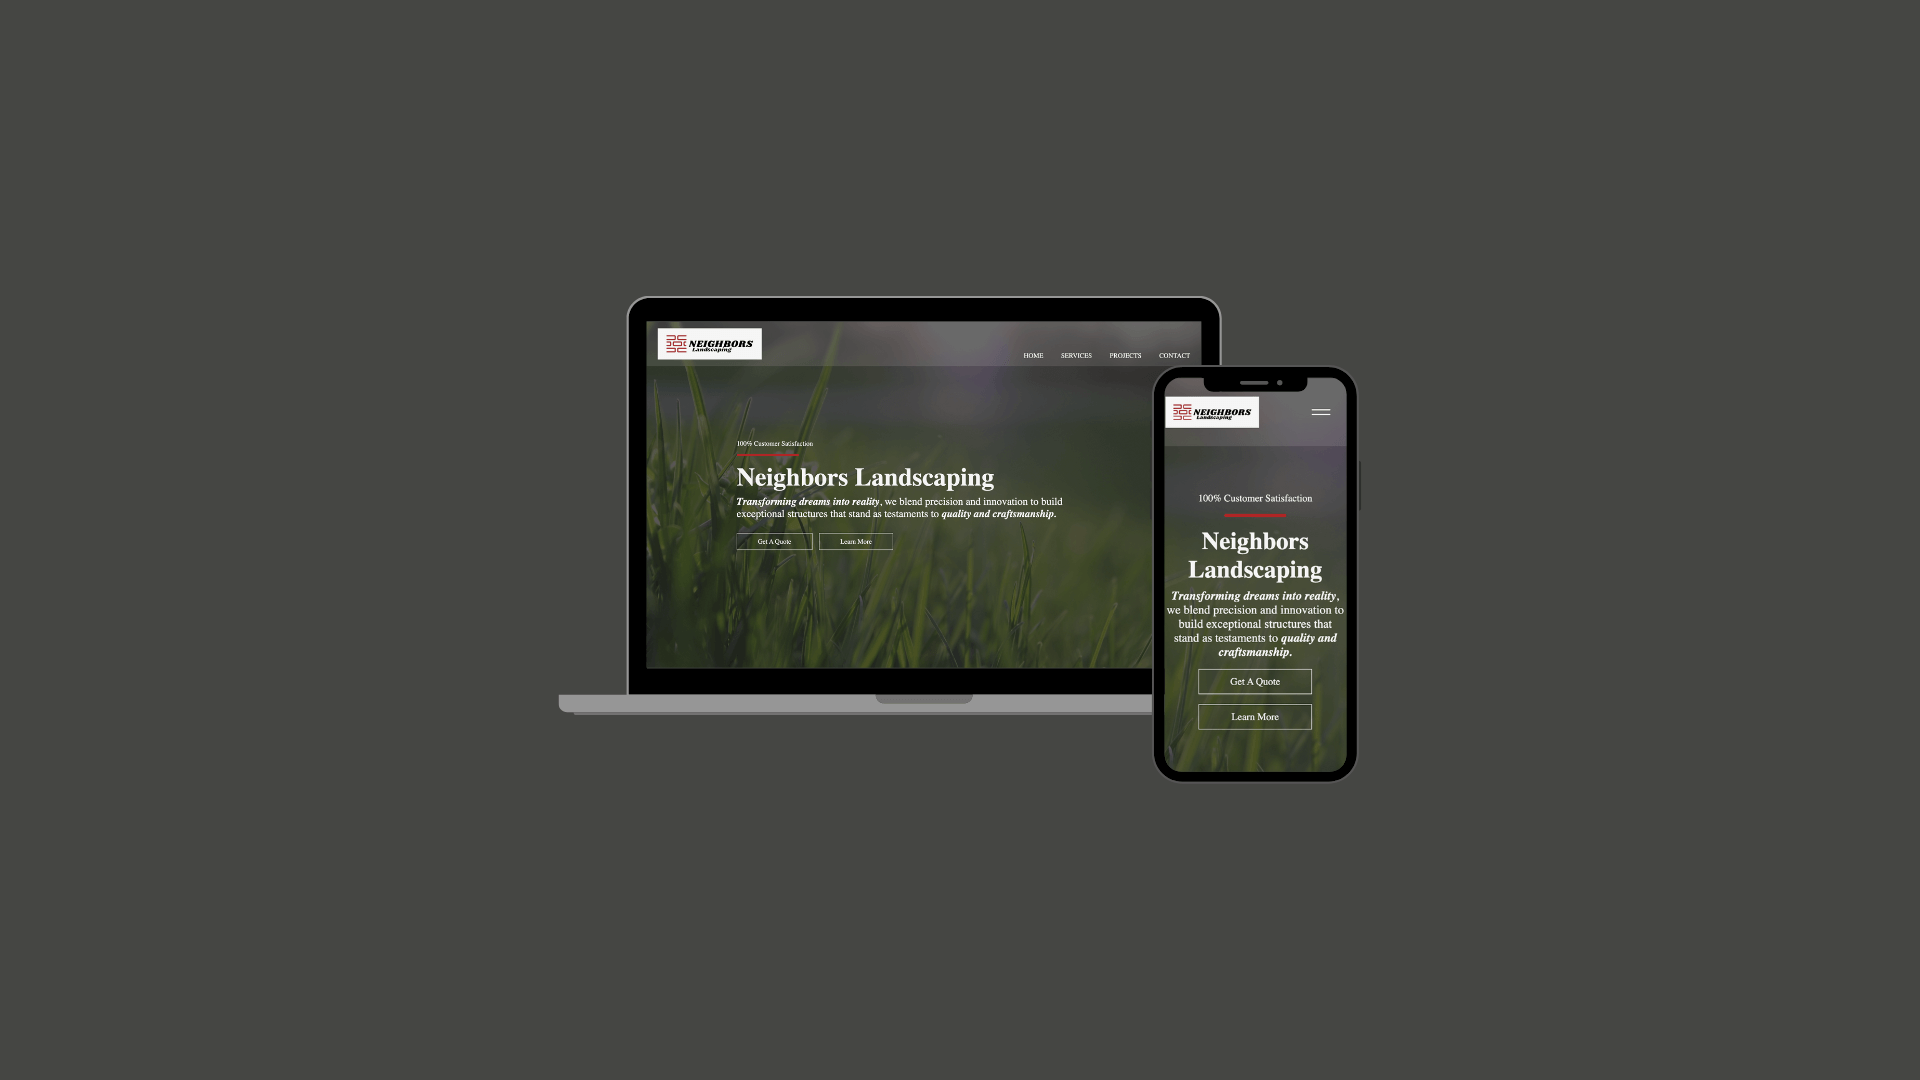 NEIGHBORS
Landscaping
HOME SERVICES PROJECTS CONTACT
100% Customer Satisfaction
Neighbors Landscaping
Transforming dreams into reality, we blend precision and innovation to build
exceptional structures that stand as testaments to quality and craftsmanship.
Get A Quote Learn More
NEIGHBORS
Landscaping
100% Customer Satisfaction
Neighbors
Landscaping
Transforming dreams into reality,
we blend precision and innovation to
build exceptional structures that
stand as testaments to quality and
craftsmanship.
Get A Quote
Learn More